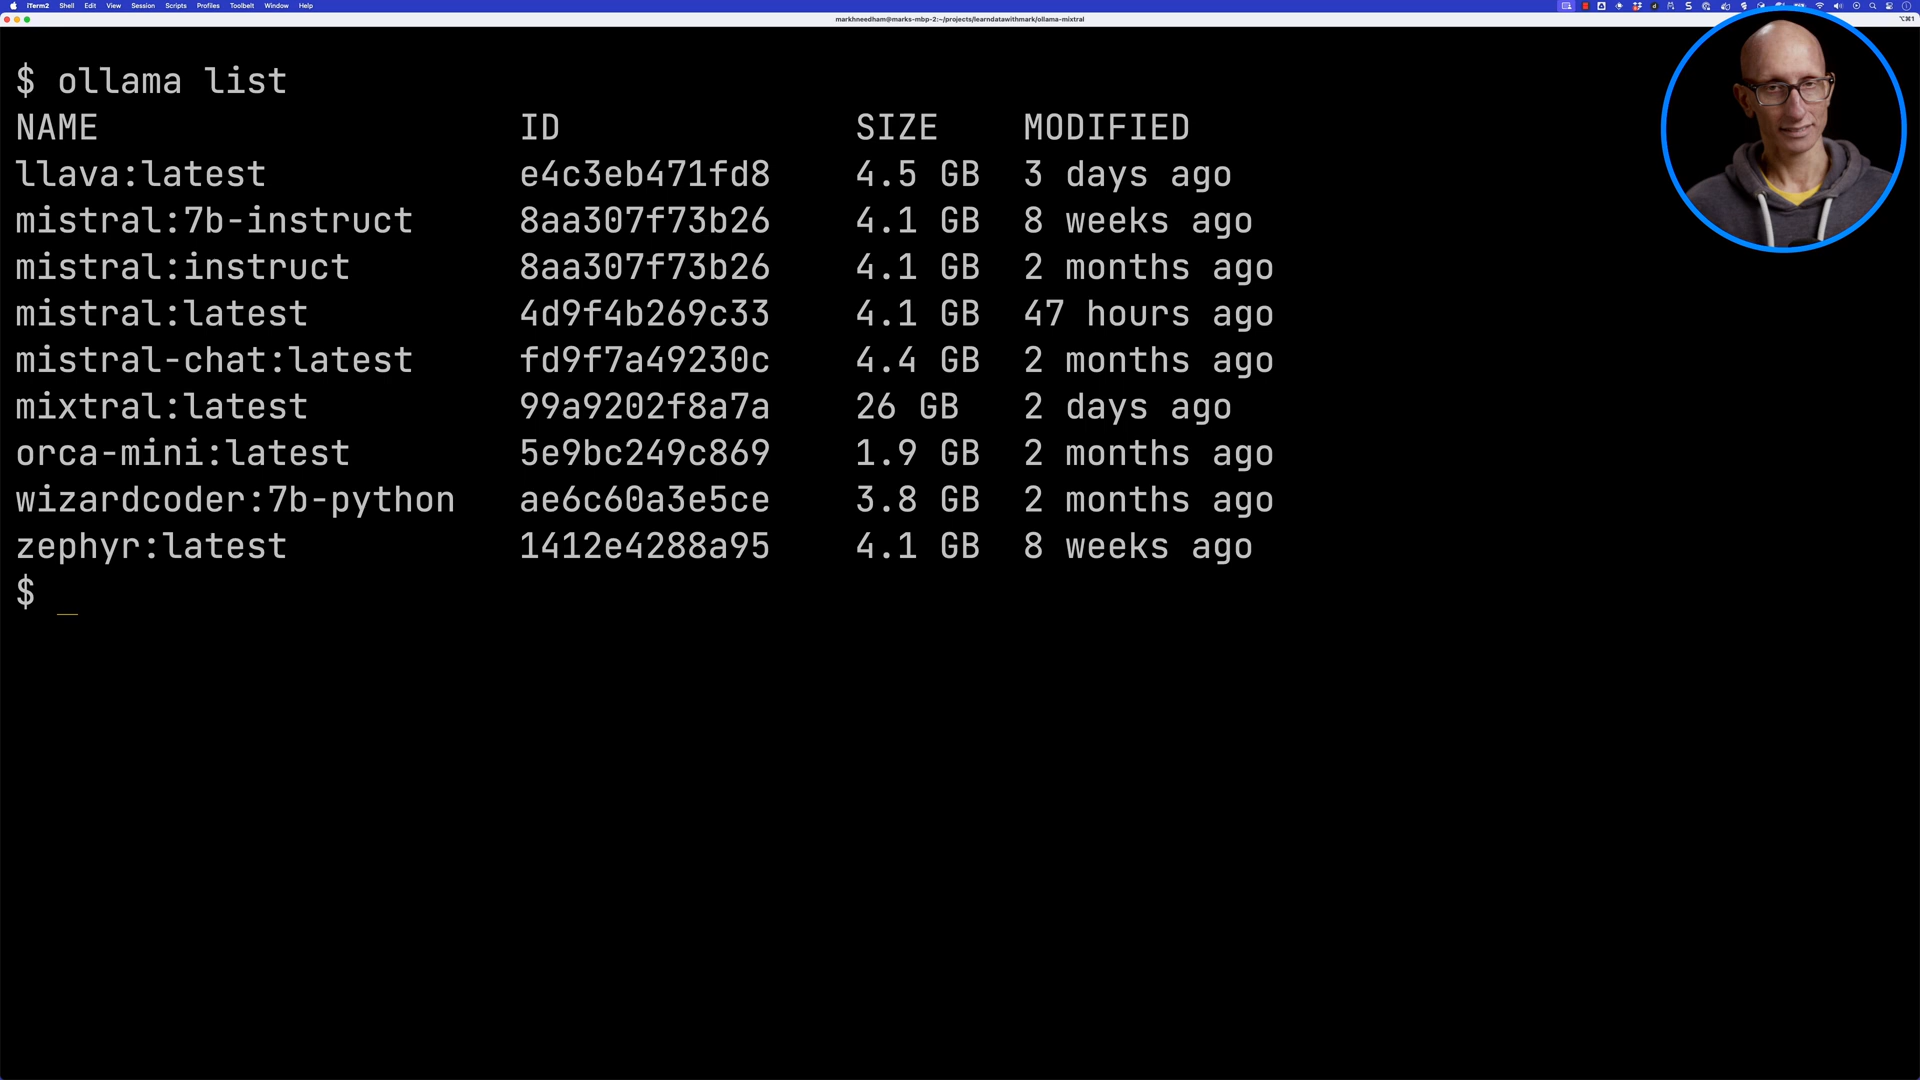 iTerm2 Shell Edit View Session Scripts Profiles Toolbelt Window Help
markhneedham@marks-mbp-2:~/projects/learndatawithmark/ollama-mixtral
⌥⌘1
$ ollama list
NAME ID SIZE MODIFIED
llava:latest e4c3eb471fd8 4.5 GB 3 days ago
mistral:7b-instruct 8aa307f73b26 4.1 GB 8 weeks ago
mistral:instruct 8aa307f73b26 4.1 GB 2 months ago
mistral:latest 4d9f4b269c33 4.1 GB 47 hours ago
mistral-chat:latest fd9f7a49230c 4.4 GB 2 months ago
mixtral:latest 99a9202f8a7a 26 GB 2 days ago
orca-mini:latest 5e9bc249c869 1.9 GB 2 months ago
wizardcoder:7b-python ae6c60a3e5ce 3.8 GB 2 months ago
zephyr:latest 1412e4288a95 4.1 GB 8 weeks ago
$ _